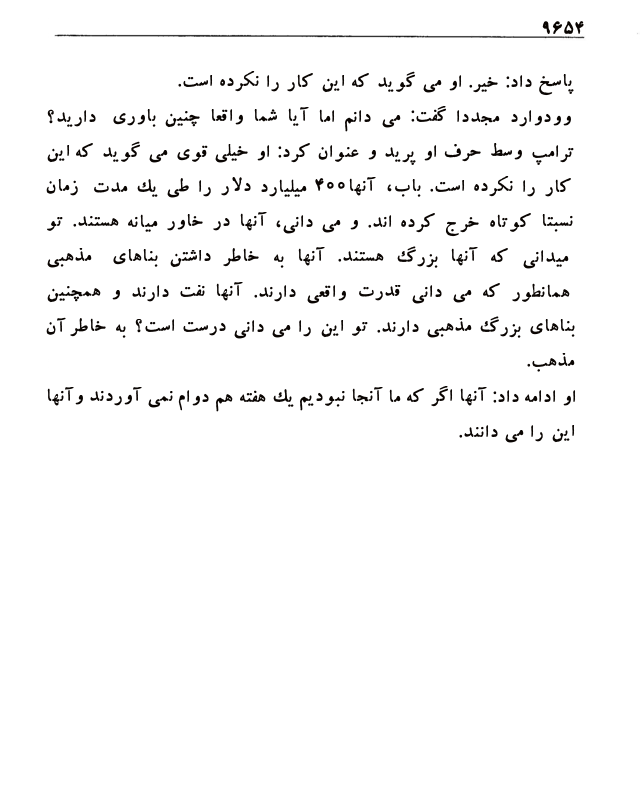 ۹۶۵۴
پاسخ داد: خیر. او می گوید که این کار را نکرده است.
وودوارد مجددا گفت: می دانم اما آیا شما واقعا چنین باوری دارید؟
ترامپ وسط حرف او پرید و عنوان کرد: او خیلی قوی می گوید که این
کار را نکرده است. باب، آنها ۴۰۰ میلیارد دلار را طی یك مدت زمان
نسبتا کوتاه خرج کرده اند. و می دانی، آنها در خاور میانه هستند. تو
میدانی که آنها بزرگ هستند. آنها به خاطر داشتن بناهای مذهبی
همانطور که می دانی قدرت واقعی دارند. آنها نفت دارند و همچنین
بناهای بزرگ مذهبی دارند. تو این را می دانی درست است؟ به خاطر آن
مذهب.
او ادامه داد: آنها اگر که ما آنجا نبودیم یك هفته هم دوام نمی آوردند و آنها
این را می دانند.